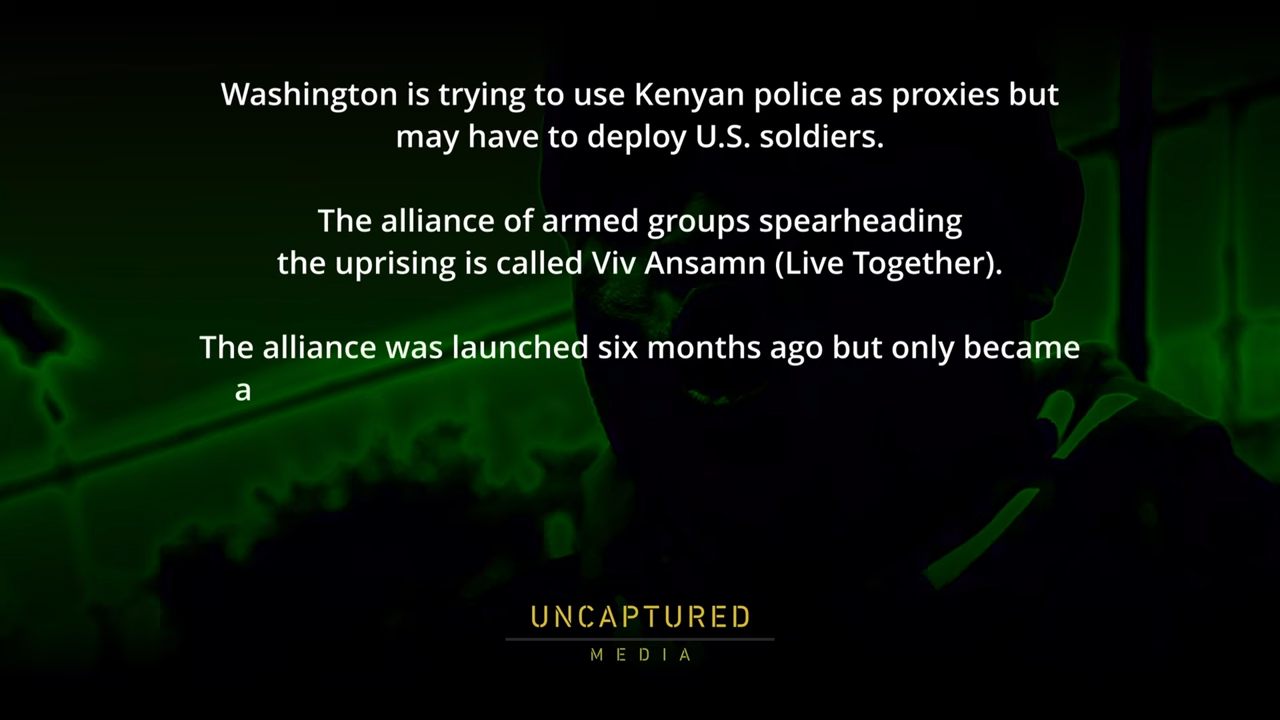 Washington is trying to use Kenyan police as proxies but
may have to deploy U.S. soldiers.
The alliance of armed groups spearheading
the uprising is called Viv Ansamn (Live Together).
The alliance was launched six months ago but only became
a
UNCAPTURED
MEDIA